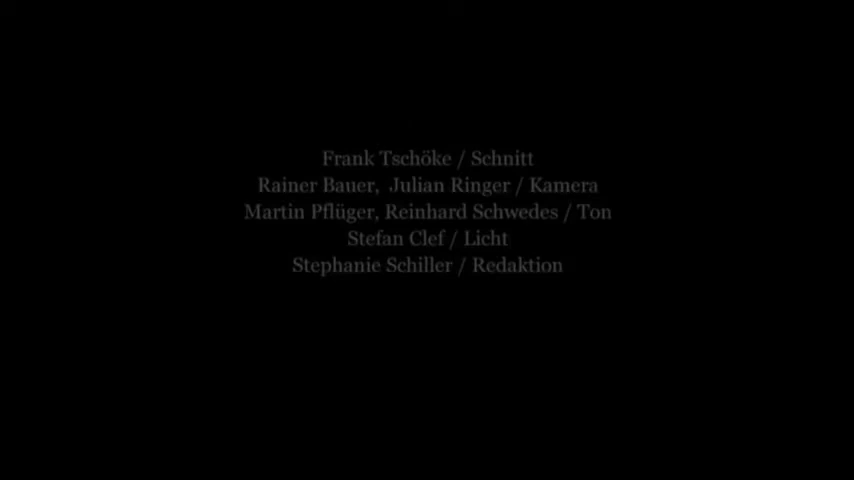 Frank Tschöke / Schnitt
Rainer Bauer, Julian Ringer / Kamera
Martin Pflüger, Reinhard Schwedes / Ton
Stefan Clef / Licht
Stephanie Schiller / Redaktion